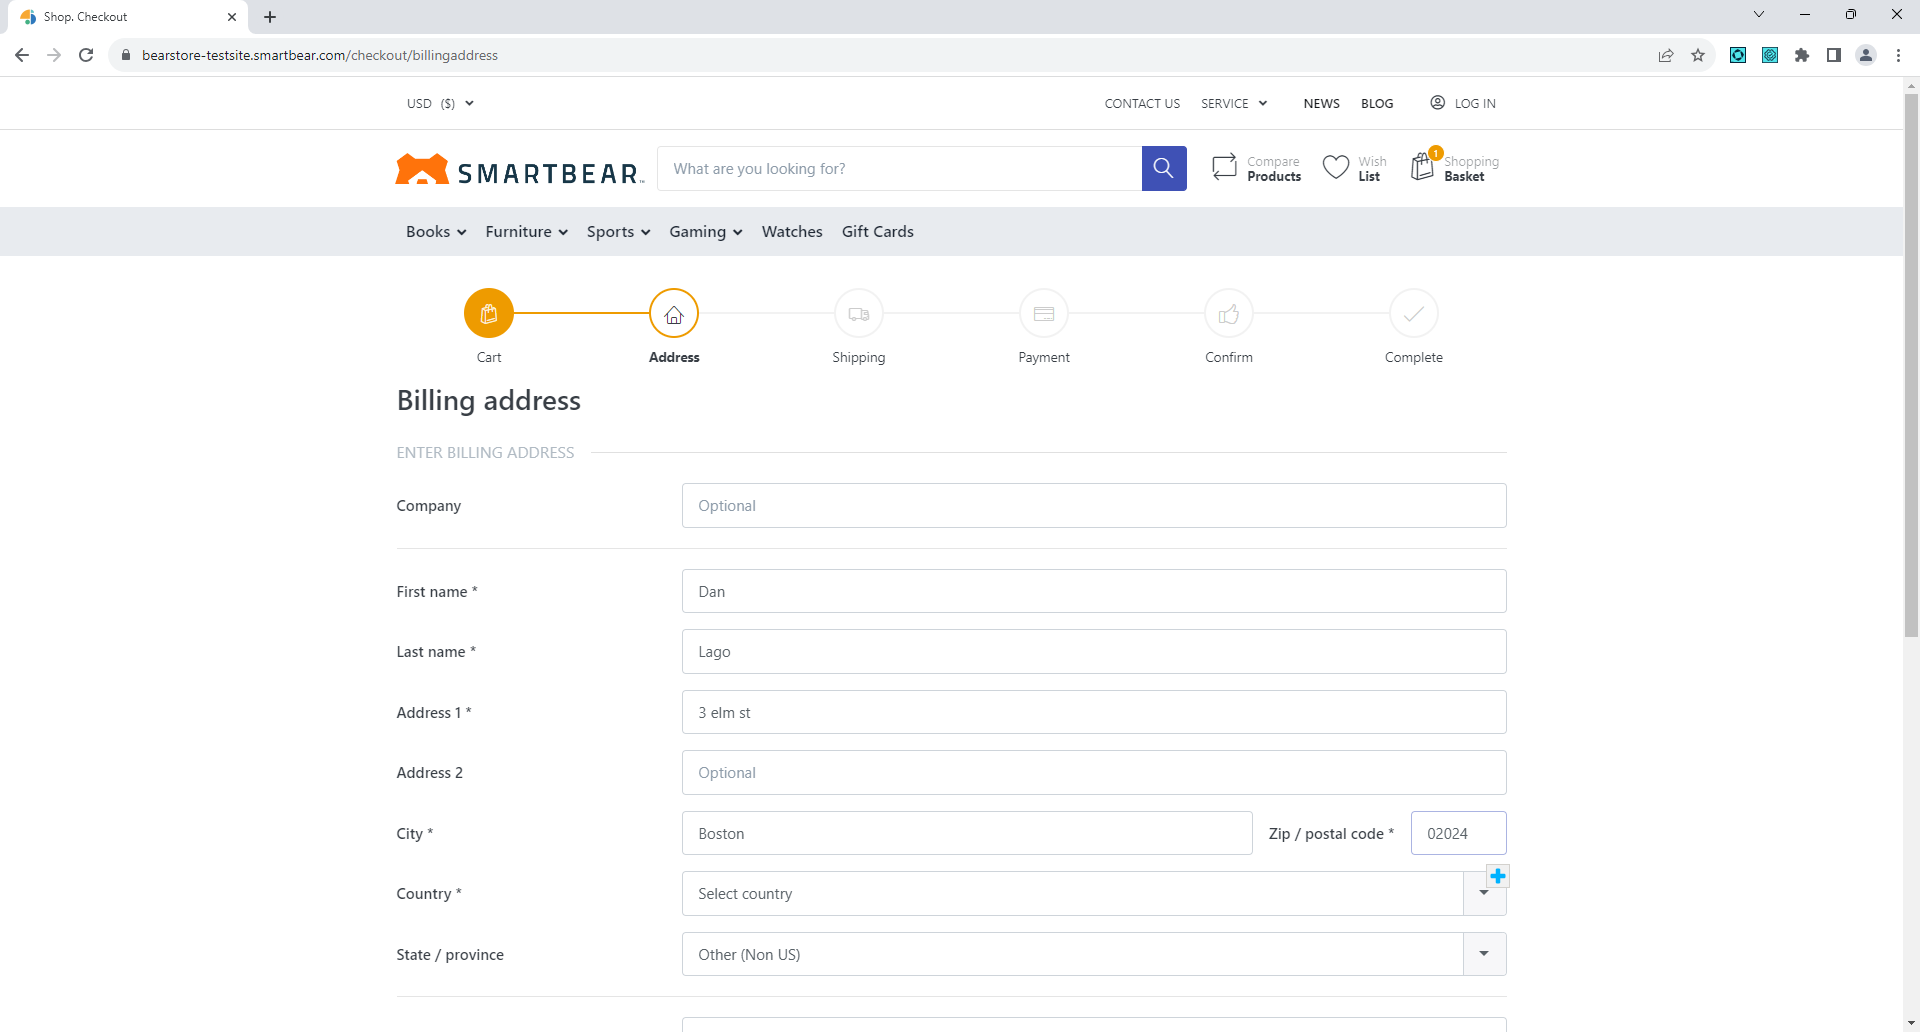 Shop. Checkout
bearstore-testsite.smartbear.com/checkout/billingaddress
USD ($)
CONTACT US
SERVICE
NEWS
BLOG
LOG IN
SMARTBEAR™
What are you looking for?
Compare
Products
Wish
List
1
Shopping
Basket
Books
Furniture
Sports
Gaming
Watches
Gift Cards
Cart
Address
Shipping
Payment
Confirm
Complete
Billing address
ENTER BILLING ADDRESS
Company
Optional
First name *
Dan
Last name *
Lago
Address 1 *
3 elm st
Address 2
Optional
City *
Boston
Zip / postal code *
02024
Country *
Select country
State / province
Other (Non US)